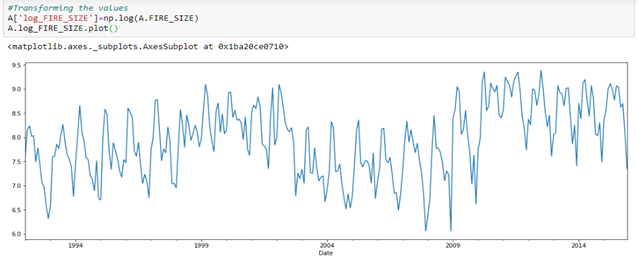 #Transforming the values
A['log_FIRE_SIZE']=np.log(A.FIRE_SIZE)
A.log_FIRE_SIZE.plot()
<matplotlib.axes._subplots.AxesSubplot at 0x1ba20ce0710>
9.5
9.0
8.5
8.0
7.5
7.0
6.5
6.0
1994 1999 2004 2009 2014
Date